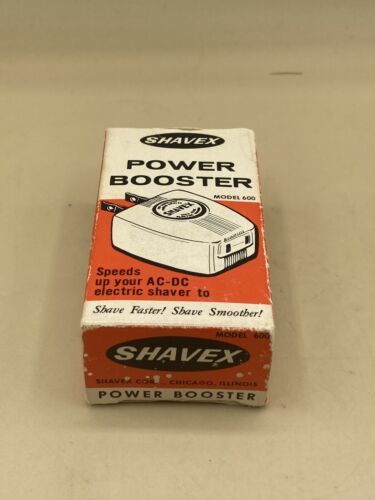 SHAVEX
POWER
BOOSTER
MODEL 600
SHAVEX
Speeds
up your AC-DC
electric shaver to
Shave Faster! Shave Smoother!
MODEL 600
SHAVEX
SHAVEX CORP., CHICAGO, ILLINOIS
POWER BOOSTER